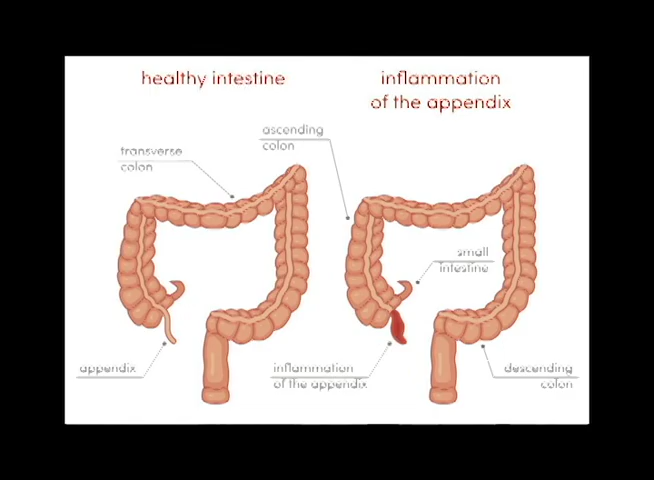 healthy intestine
inflammation
of the appendix
ascending
colon
transverse
colon
small
intestine
appendix
inflammation
of the appendix
descending
colon